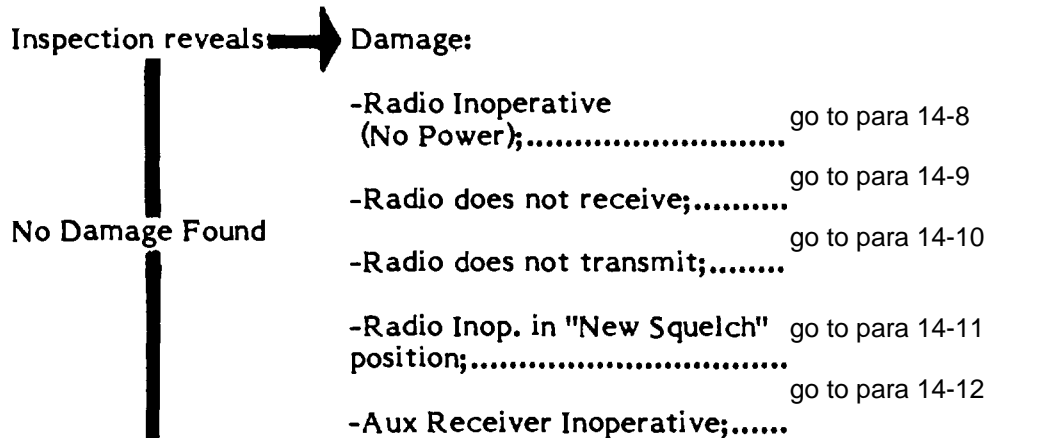 Inspection reveals: Damage:
-Radio Inoperative
(No Power);........................... go to para 14-8
-Radio does not receive;.......... go to para 14-9
No Damage Found
-Radio does not transmit;........ go to para 14-10
-Radio Inop. in "New Squelch" go to para 14-11
position;.................................
-Aux Receiver Inoperative;...... go to para 14-12